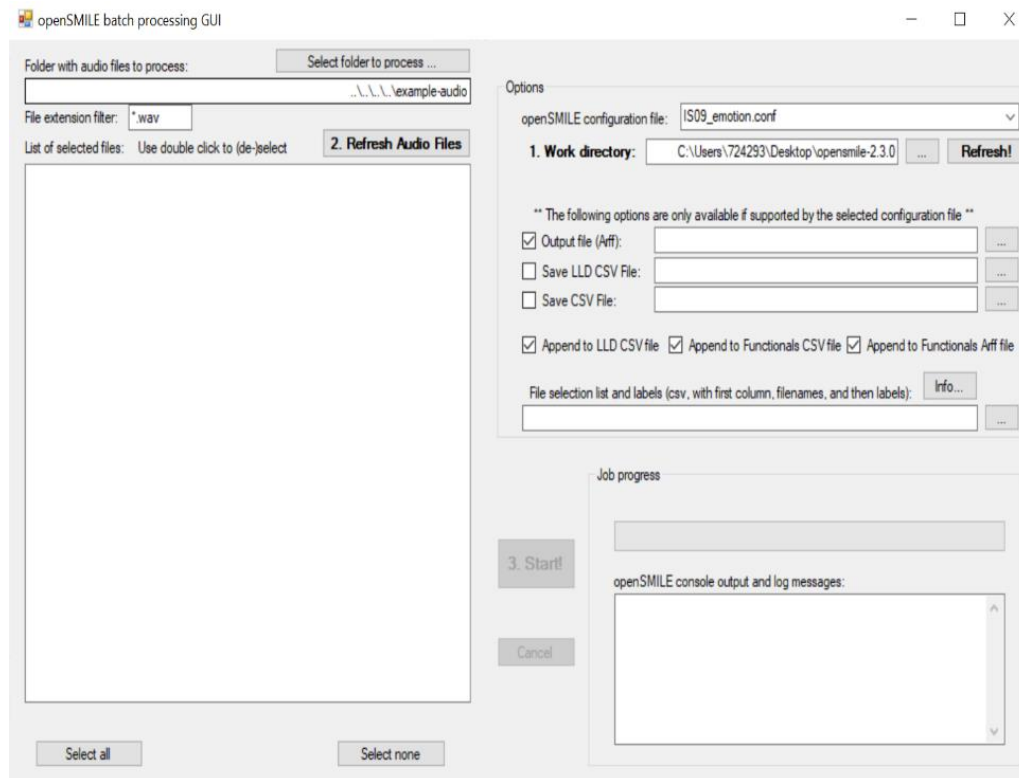 openSMILE batch processing GUI
Folder with audio files to process:
Select folder to process ...
..\..\..\..\example-audio
File extension filter:
*.wav
List of selected files:
Use double click to (de-)select
2. Refresh Audio Files
Select all
Select none
Options
openSMILE configuration file:
IS09_emotion.conf
1. Work directory:
C:\Users\724293\Desktop\opensmile-2.3.0
...
Refresh!
** The following options are only available if supported by the selected configuration file **
Output file (Arff):
...
Save LLD CSV File:
...
Save CSV File:
...
Append to LLD CSV file
Append to Functionals CSV file
Append to Functionals Arff file
File selection list and labels (csv, with first column, filenames, and then labels):
Info...
...
3. Start!
Cancel
Job progress
openSMILE console output and log messages: